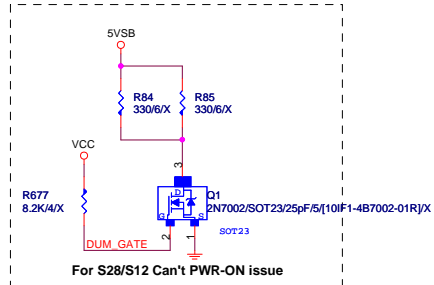 5VSB
R84
330/6/X
R85
330/6/X
VCC
R677
8.2K/4/X
3
D
Q1
2N7002/SOT23/25pF/5/[10IF1-4B7002-01R]/X
G
S
SOT23
2
1
DUM_GATE
For S28/S12 Can't PWR-ON issue